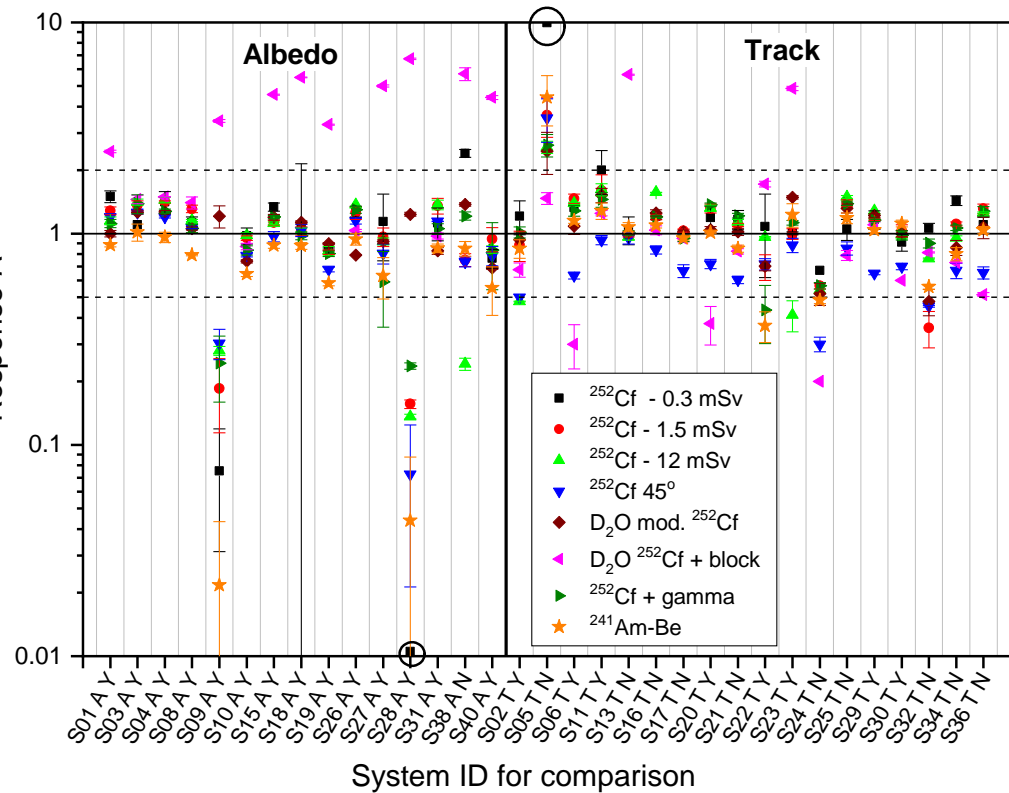 10
Albedo
Track
1
0.1
0.01
²⁵²Cf - 0.3 mSv
²⁵²Cf - 1.5 mSv
²⁵²Cf - 12 mSv
²⁵²Cf 45°
D₂O mod. ²⁵²Cf
D₂O ²⁵²Cf + block
²⁵²Cf + gamma
²⁴¹Am-Be
S01 A Y
S03 A Y
S04 A Y
S08 A Y
S09 A Y
S10 A Y
S15 A Y
S18 A Y
S19 A Y
S26 A Y
S27 A Y
S28 A Y
S31 A Y
S38 A N
S40 A Y
S02 T Y
S05 T N
S06 T Y
S11 T Y
S13 T N
S16 T N
S17 T N
S20 T Y
S21 T N
S22 T Y
S23 T Y
S24 T N
S25 T N
S29 T Y
S30 T Y
S32 T N
S34 T N
S36 T N
System ID for comparison